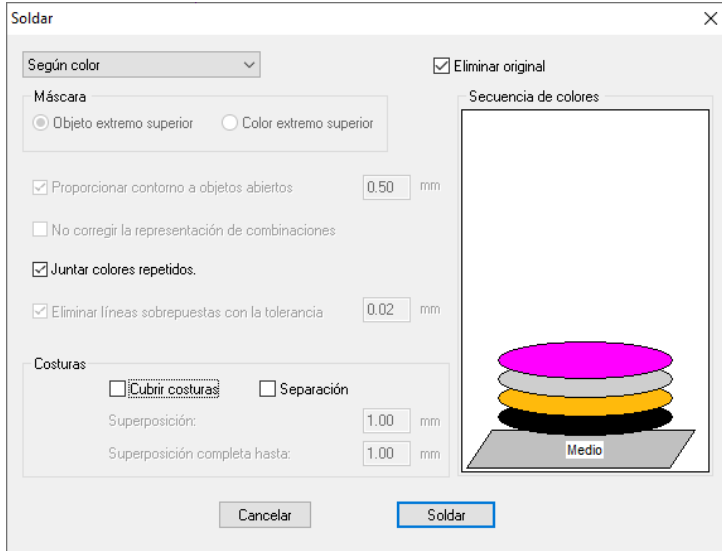 Soldar
Según color
Eliminar original
Máscara
Objeto extremo superior
Color extremo superior
Proporcionar contorno a objetos abiertos
0.50 mm
No corregir la representación de combinaciones
Juntar colores repetidos.
Eliminar líneas sobrepuestas con la tolerancia
0.02 mm
Costuras
Cubrir costuras
Separación
Superposición:
1.00 mm
Superposición completa hasta:
1.00 mm
Secuencia de colores
Medio
Cancelar
Soldar